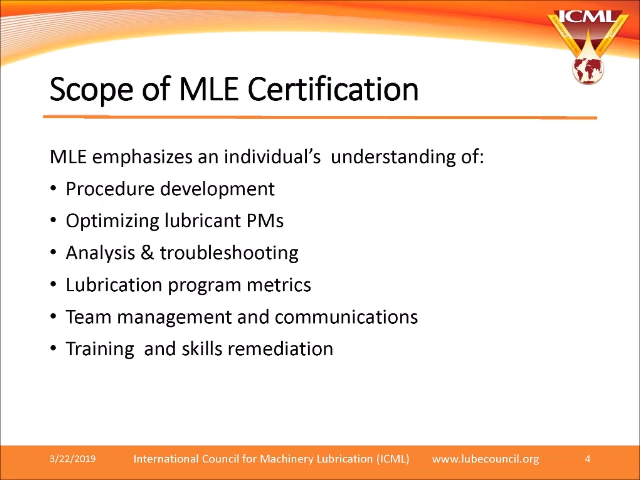 ICML
Scope of MLE Certification
MLE emphasizes an individual’s  understanding of:
• Procedure development
• Optimizing lubricant PMs
• Analysis & troubleshooting
• Lubrication program metrics
• Team management and communications
• Training  and skills remediation
3/22/2019 International Council for Machinery Lubrication (ICML) www.lubecouncil.org 4